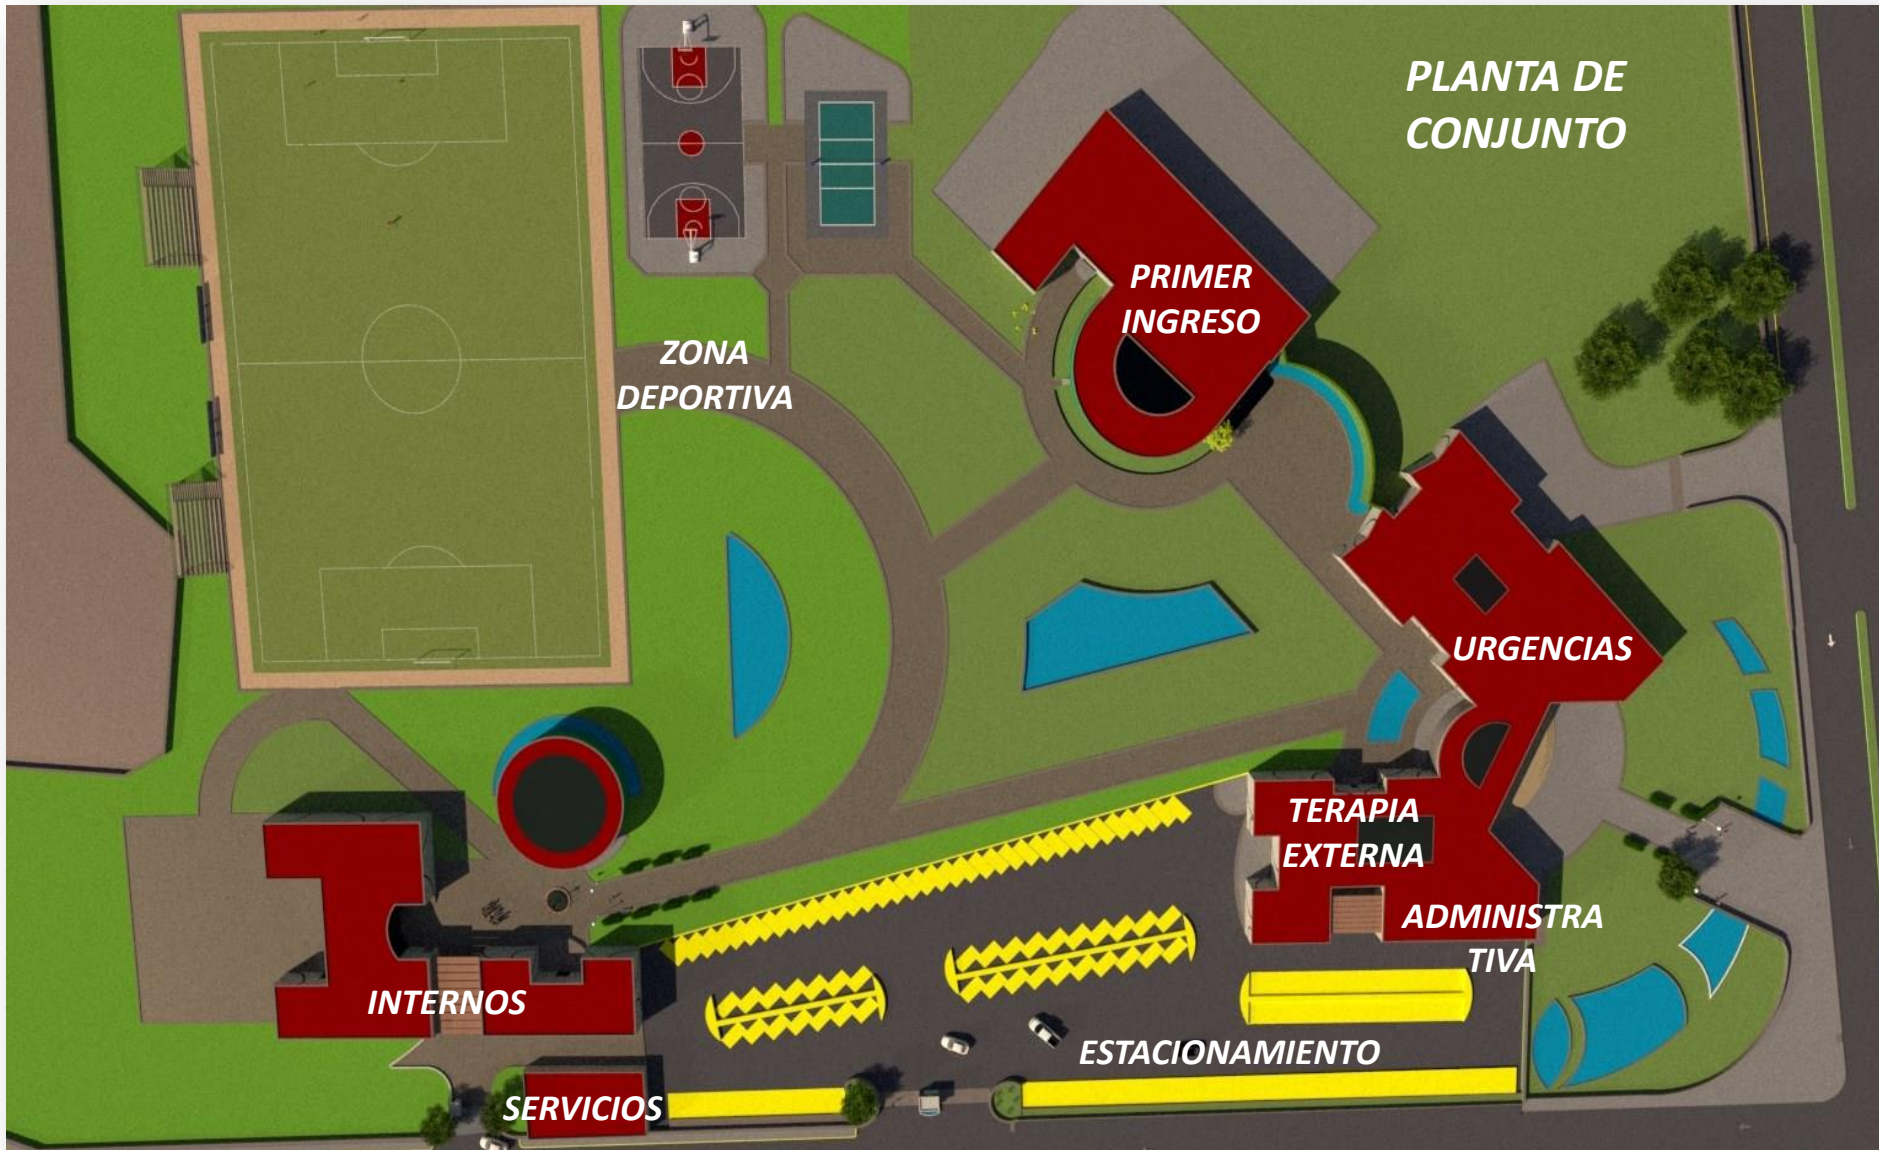 PLANTA DE
CONJUNTO
PRIMER
INGRESO
ZONA
DEPORTIVA
URGENCIAS
TERAPIA
EXTERNA
ADMINISTRA
TIVA
INTERNOS
ESTACIONAMIENTO
SERVICIOS